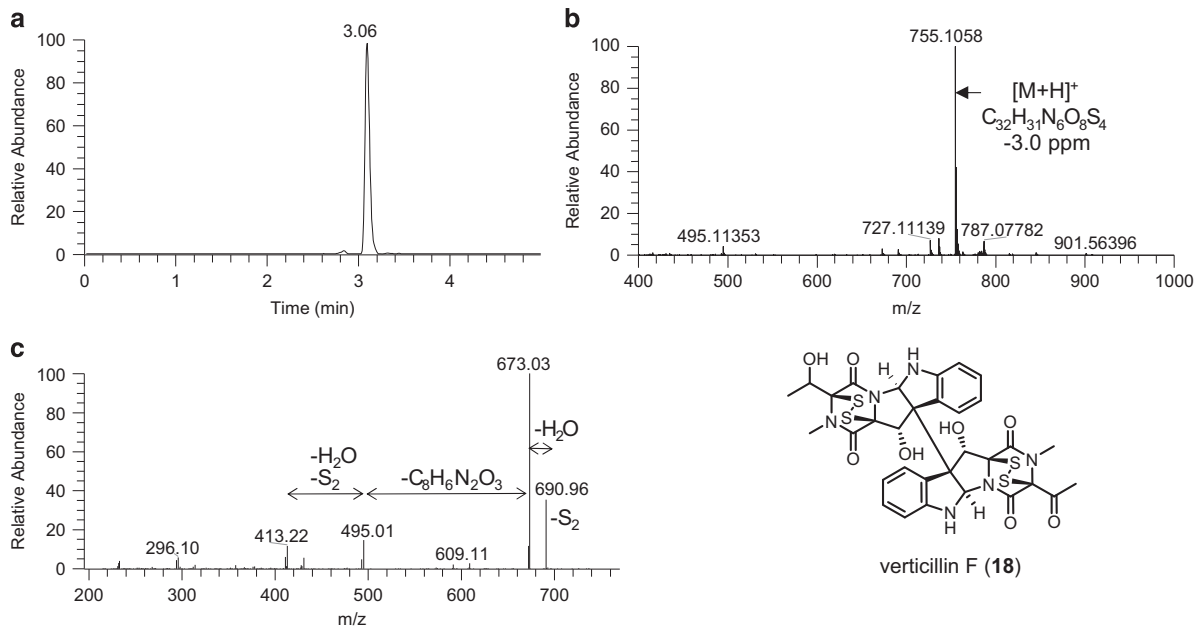 a
3.06
100
80
60
40
20
0
Relative Abundance
0 1 2 3 4
Time (min)
b
755.1058
100
80
60
40
20
0
Relative Abundance
[M+H]+
C32H31N6O8S4
-3.0 ppm
495.11353
727.11139
787.07782
901.56396
400 500 600 700 800 900 1000
m/z
c
673.03
100
80
60
40
20
0
Relative Abundance
-H2O
-H2O
-S2
-C8H6N2O3
690.96
-S2
413.22
495.01
296.10
609.11
200 300 400 500 600 700
m/z
OH
O
H
H
N
N
S
S
N
O
OH
HO
O
N
S
S
N
N
H
H
O
O
verticillin F (18)